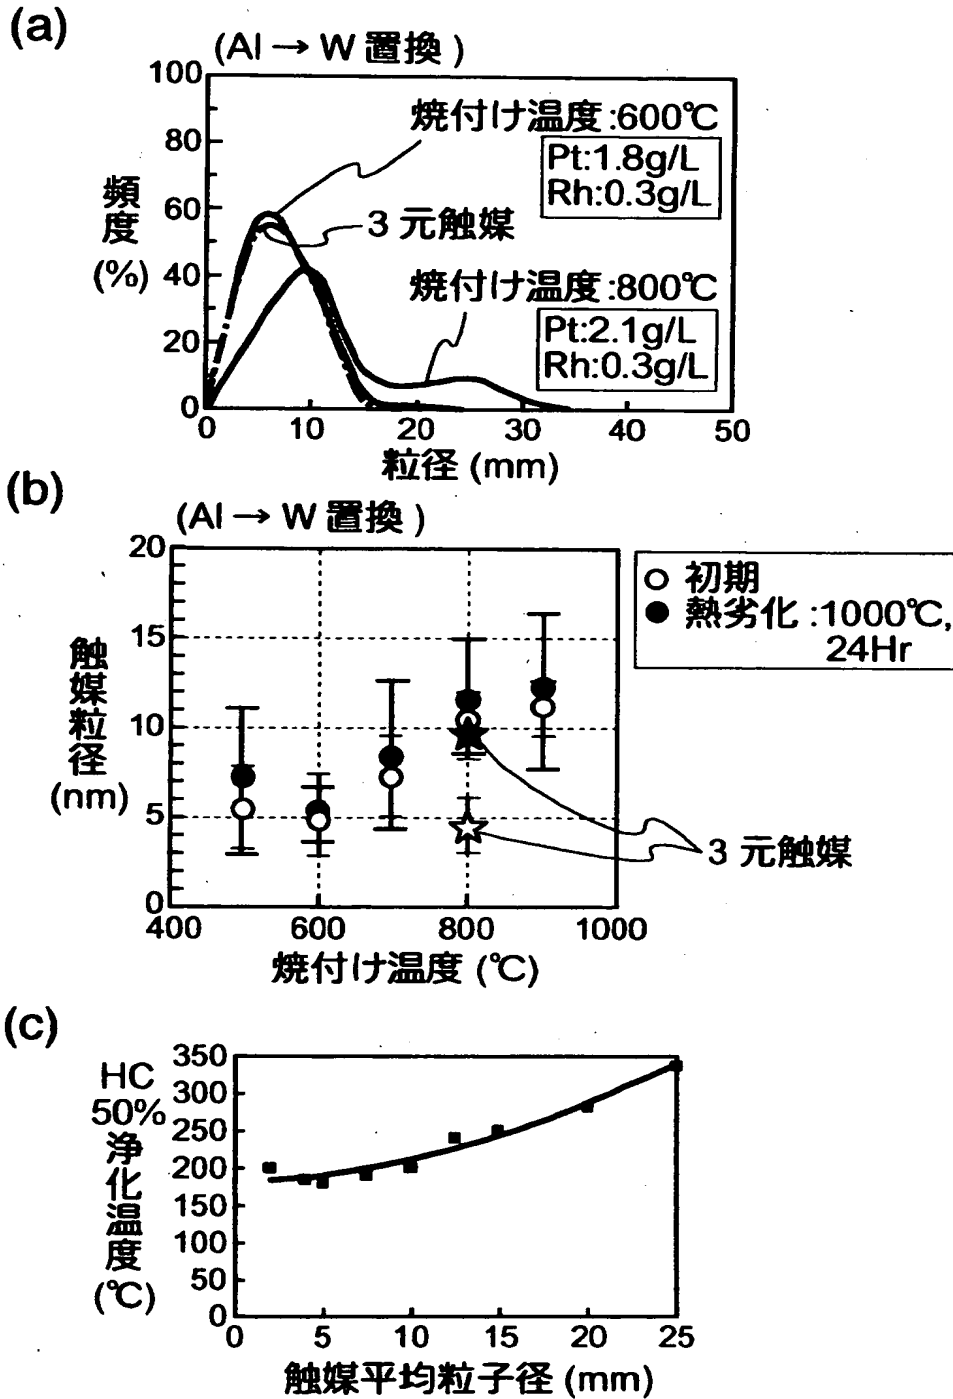 (a)
(Al → W 置換 )
100
80
60
40
20
0
頻度
(%)
焼付け温度:600℃
Pt:1.8g/L
Rh:0.3g/L
3 元触媒
焼付け温度:800℃
Pt:2.1g/L
Rh:0.3g/L
0 10 20 30 40 50
粒径 (mm)
(b)
(Al → W 置換 )
20
15
10
5
0
触媒粒径
(nm)
初期
熱劣化 :1000℃,
24Hr
3 元触媒
400 600 800 1000
焼付け温度 (℃)
(c)
HC
50%
浄化温度
(℃)
350
300
250
200
150
100
50
0
0 5 10 15 20 25
触媒平均粒子径 (mm)